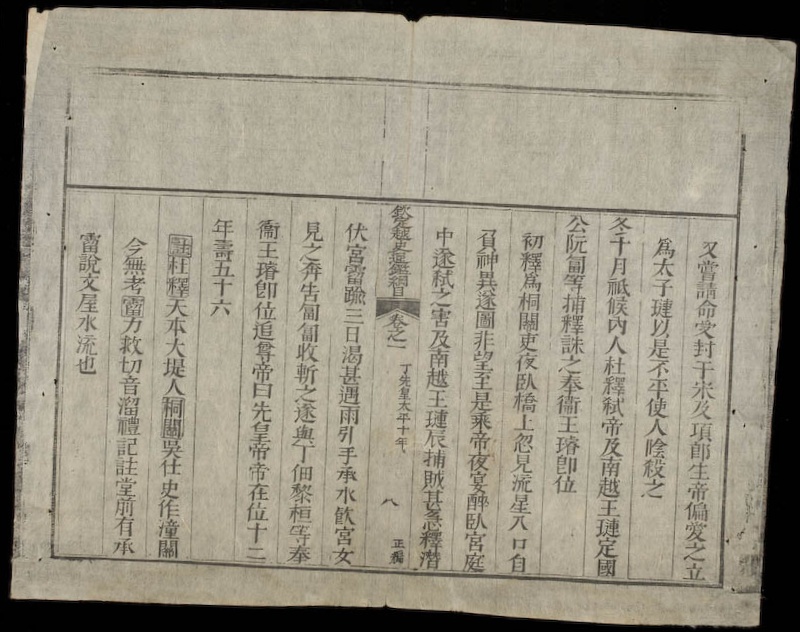 又嘗請命受封于宋及項郎生帝偏愛之立
爲太子璉以是不平使人陰殺之
冬十月祗候內人杜釋弒帝及南越王璉定國
公阮匐等捕釋誅之奉衞王璿卽位
初釋爲桐關吏夜臥橋上忽見流星入口自
負神異遂圖非望至是乘帝夜宴醉臥宮庭
中遂弒之害及南越王璉辰捕賊甚急釋潛
欽定越史通鑑綱目 卷之一 丁先皇太平十年 八 正編
伏宮霤踰三日渴甚遇雨引手承水飲宮女
見之奔告匐匐收斬之遂與丁佃黎桓等奉
衞王璿卽位追尊帝曰先皇帝帝在位十二
年壽五十六
註杜釋天本大堤人桐關吳仕史作潼關
今無考霤力救切音溜禮記註堂前有承
霤說文屋水流也